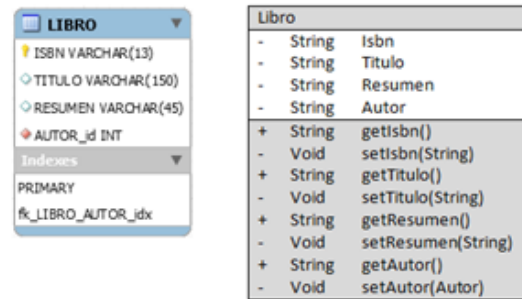 LIBRO
ISBN VARCHAR(13)
TITULO VARCHAR(150)
RESUMEN VARCHAR(45)
AUTOR_id INT
Indexes
PRIMARY
fk_LIBRO_AUTOR_idx
Libro
- String Isbn
- String Titulo
- String Resumen
- String Autor
+ String getIsbn()
- Void setIsbn(String)
+ String getTitulo()
- Void setTitulo(String)
+ String getResumen()
- Void setResumen(String)
+ String getAutor()
- Void setAutor(Autor)